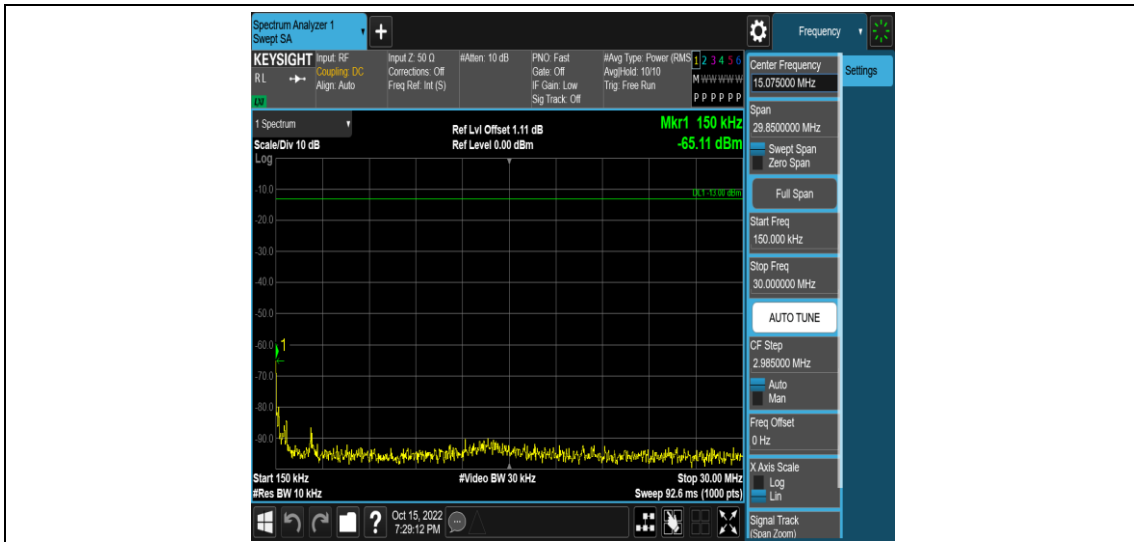 Spectrum Analyzer 1
Swept SA
+
Frequency
KEYSIGHT
RL
Input: RF
Coupling: DC
Align: Auto
Input Z: 50 Ω
Corrections: Off
Freq Ref: Int (S)
#Atten: 10 dB
PNO: Fast
Gate: Off
IF Gain: Low
Sig Track: Off
#Avg Type: Power (RMS
Avg|Hold: 10/10
Trig: Free Run
1 2 3 4 5 6
M W W W W W
P P P P P P
1 Spectrum
Scale/Div 10 dB
Ref Lvl Offset 1.11 dB
Ref Level 0.00 dBm
Mkr1 150 kHz
-65.11 dBm
Log
DL1 -13.00 dBm
-10.0
-20.0
-30.0
-40.0
-50.0
-60.0
1
-70.0
-80.0
-90.0
Start 150 kHz
#Video BW 30 kHz
Stop 30.00 MHz
#Res BW 10 kHz
Sweep 92.6 ms (1000 pts)
?
Oct 15, 2022
7:29:12 PM
Center Frequency
15.075000 MHz
Settings
Span
29.8500000 MHz
Swept Span
Zero Span
Full Span
Start Freq
150.000 kHz
Stop Freq
30.000000 MHz
AUTO TUNE
CF Step
2.985000 MHz
Auto
Man
Freq Offset
0 Hz
X Axis Scale
Log
Lin
Signal Track
(Span Zoom)